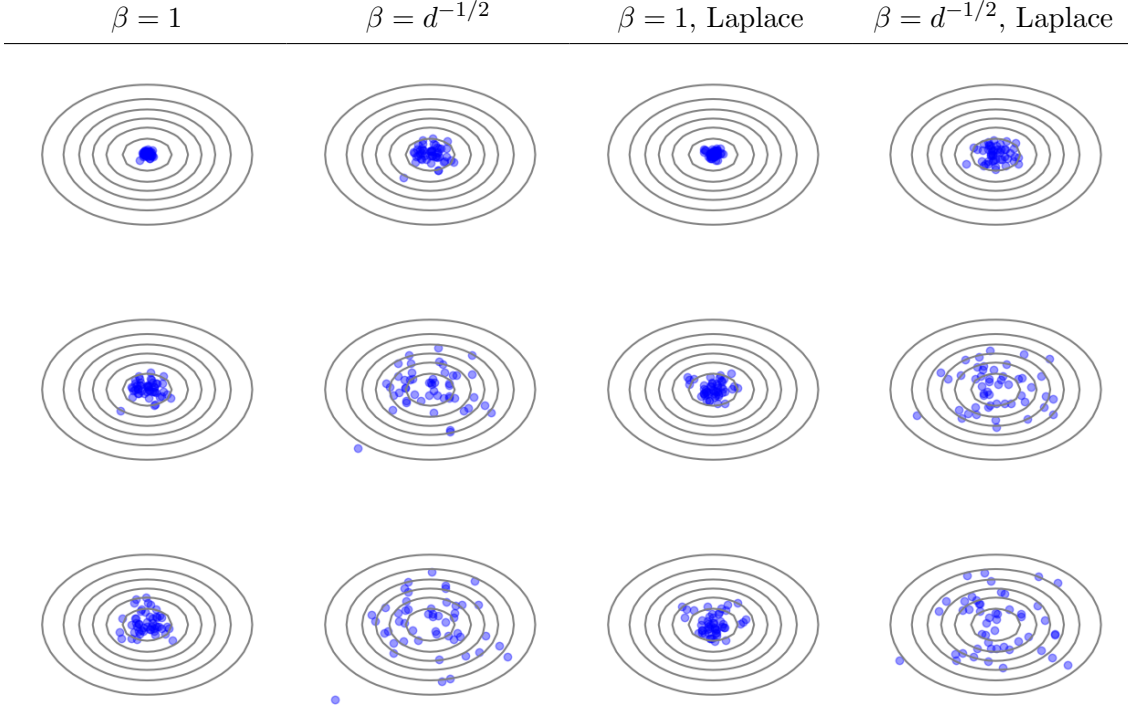 β = 1 β = d^{-1/2} β = 1, Laplace β = d^{-1/2}, Laplace